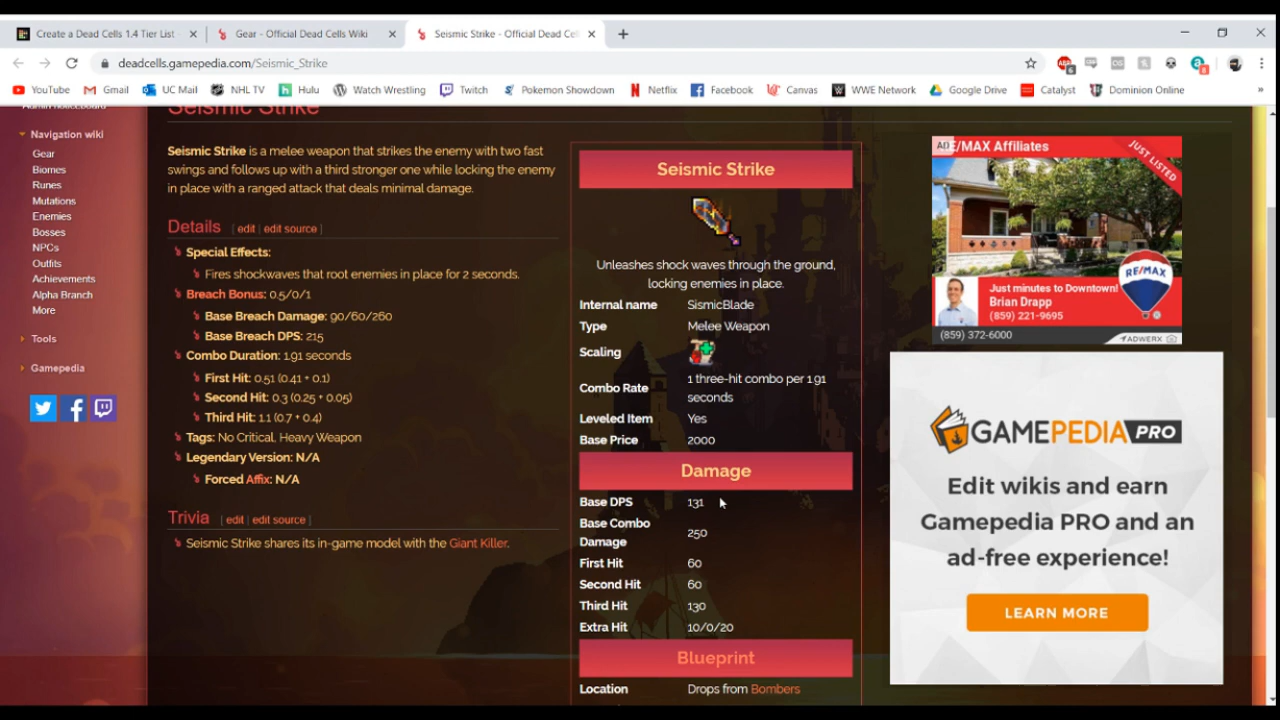 Create a Dead Cells 1.4 Tier List
Gear - Official Dead Cells Wiki
Seismic Strike - Official Dead Cel
deadcells.gamepedia.com/Seismic_Strike
YouTube
Gmail
UC Mail
NHL TV
Hulu
Watch Wrestling
Twitch
Pokemon Showdown
Netflix
Facebook
Canvas
WWE Network
Google Drive
Catalyst
Dominion Online
Admin noticeboard
Navigation wiki
Gear
Biomes
Runes
Mutations
Enemies
Bosses
NPCs
Outfits
Achievements
Alpha Branch
More
Tools
Gamepedia
Seismic Strike
Seismic Strike is a melee weapon that strikes the enemy with two fast
swings and follows up with a third stronger one while locking the enemy
in place with a ranged attack that deals minimal damage.
Details [ edit | edit source ]
Special Effects:
Fires shockwaves that root enemies in place for 2 seconds.
Breach Bonus: 0.5/0/1
Base Breach Damage: 90/60/260
Base Breach DPS: 215
Combo Duration: 1.91 seconds
First Hit: 0.51 (0.41 + 0.1)
Second Hit: 0.3 (0.25 + 0.05)
Third Hit: 1.1 (0.7 + 0.4)
Tags: No Critical, Heavy Weapon
Legendary Version: N/A
Forced Affix: N/A
Trivia [ edit | edit source ]
Seismic Strike shares its in-game model with the Giant Killer.
Seismic Strike
Unleashes shock waves through the ground,
locking enemies in place.
Internal name SismicBlade
Type Melee Weapon
Scaling
Combo Rate 1 three-hit combo per 1.91
seconds
Leveled Item Yes
Base Price 2000
Damage
Base DPS 131
Base Combo
Damage 250
First Hit 60
Second Hit 60
Third Hit 130
Extra Hit 10/0/20
Blueprint
Location Drops from Bombers
AD
E/MAX Affiliates
JUST LISTED
RE/MAX
Just minutes to Downtown!
Brian Drapp
(859) 221-9695
(859) 372-6000
ADWERX
GAMEPEDIA PRO
Edit wikis and earn
Gamepedia PRO and an
ad-free experience!
LEARN MORE